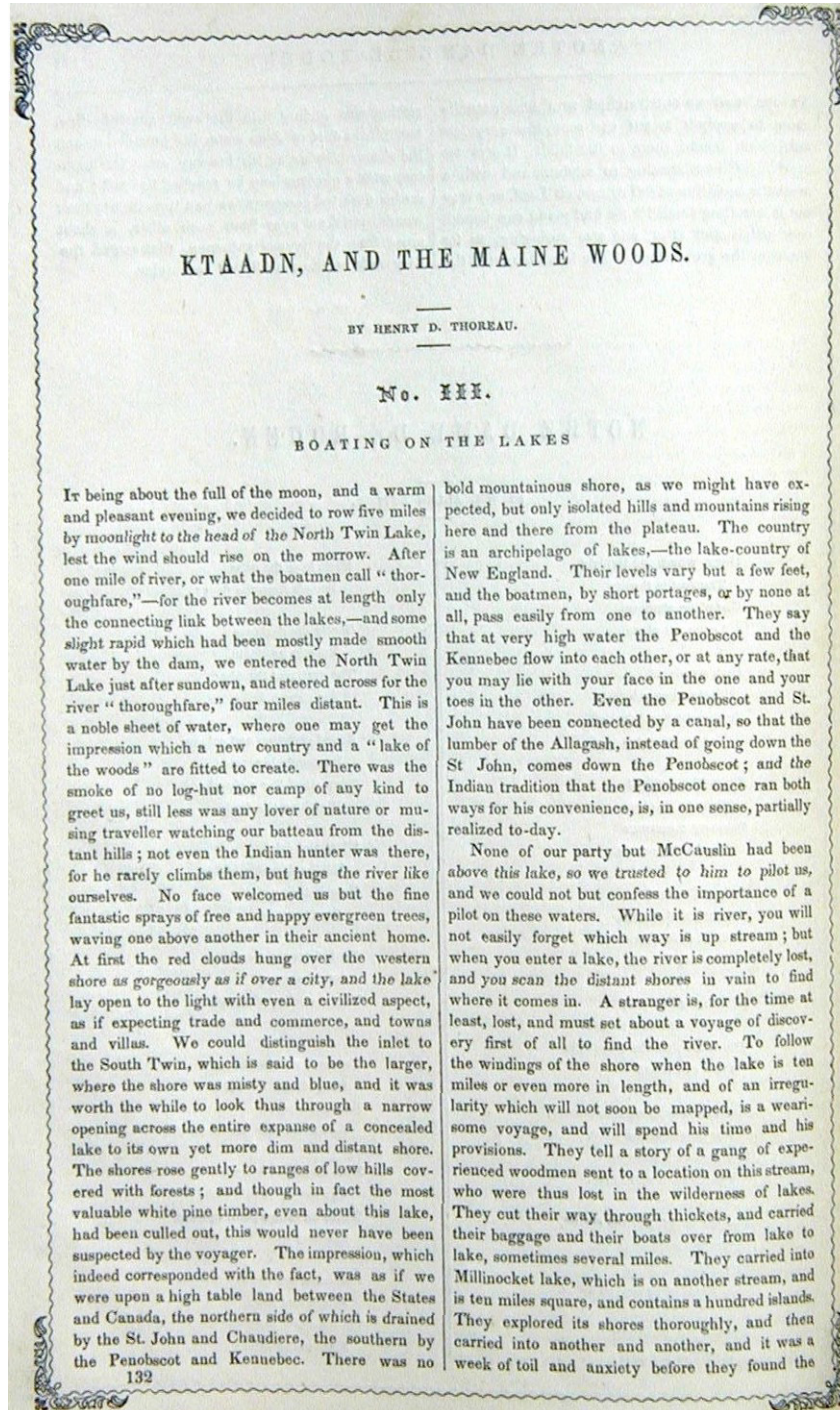 KTAADN, AND THE MAINE WOODS.
BY HENRY D. THOREAU.
No. III.
BOATING ON THE LAKES
IT being about the full of the moon, and a warm
and pleasant evening, we decided to row five miles
by moonlight to the head of the North Twin Lake,
lest the wind should rise on the morrow. After
one mile of river, or what the boatmen call "thor-
oughfare,"—for the river becomes at length only
the connecting link between the lakes,—and some
slight rapid which had been mostly made smooth
water by the dam, we entered the North Twin
Lake just after sundown, and steered across for the
river "thoroughfare," four miles distant. This is
a noble sheet of water, where one may get the
impression which a new country and a "lake of
the woods" are fitted to create. There was the
smoke of no log-hut nor camp of any kind to
greet us, still less was any lover of nature or mu-
sing traveller watching our batteau from the dis-
tant hills; not even the Indian hunter was there,
for he rarely climbs them, but hugs the river like
ourselves. No face welcomed us but the fine
fantastic sprays of free and happy evergreen trees,
waving one above another in their ancient home.
At first the red clouds hung over the western
shore as gorgeously as if over a city, and the lake
lay open to the light with even a civilized aspect,
as if expecting trade and commerce, and towns
and villas. We could distinguish the inlet to
the South Twin, which is said to be the larger,
where the shore was misty and blue, and it was
worth the while to look thus through a narrow
opening across the entire expanse of a concealed
lake to its own yet more dim and distant shore.
The shores rose gently to ranges of low hills cov-
ered with forests; and though in fact the most
valuable white pine timber, even about this lake,
had been culled out, this would never have been
suspected by the voyager. The impression, which
indeed corresponded with the fact, was as if we
were upon a high table land between the States
and Canada, the northern side of which is drained
by the St. John and Chaudiere, the southern by
the Penobscot and Kennebec. There was no
132
bold mountainous shore, as we might have ex-
pected, but only isolated hills and mountains rising
here and there from the plateau. The country
is an archipelago of lakes,—the lake-country of
New England. Their levels vary but a few feet,
and the boatmen, by short portages, or by none at
all, pass easily from one to another. They say
that at very high water the Penobscot and the
Kennebec flow into each other, or at any rate, that
you may lie with your face in the one and your
toes in the other. Even the Penobscot and St.
John have been connected by a canal, so that the
lumber of the Allagash, instead of going down the
St John, comes down the Penobscot; and the
Indian tradition that the Penobscot once ran both
ways for his convenience, is, in one sense, partially
realized to-day.
None of our party but McCauslin had been
above this lake, so we trusted to him to pilot us,
and we could not but confess the importance of a
pilot on these waters. While it is river, you will
not easily forget which way is up stream; but
when you enter a lake, the river is completely lost,
and you scan the distant shores in vain to find
where it comes in. A stranger is, for the time at
least, lost, and must set about a voyage of discov-
ery first of all to find the river. To follow
the windings of the shore when the lake is ten
miles or even more in length, and of an irregu-
larity which will not soon be mapped, is a weari-
some voyage, and will spend his time and his
provisions. They tell a story of a gang of expe-
rienced woodmen sent to a location on this stream,
who were thus lost in the wilderness of lakes.
They cut their way through thickets, and carried
their baggage and their boats over from lake to
lake, sometimes several miles. They carried into
Millinocket lake, which is on another stream, and
is ten miles square, and contains a hundred islands.
They explored its shores thoroughly, and then
carried into another and another, and it was a
week of toil and anxiety before they found the